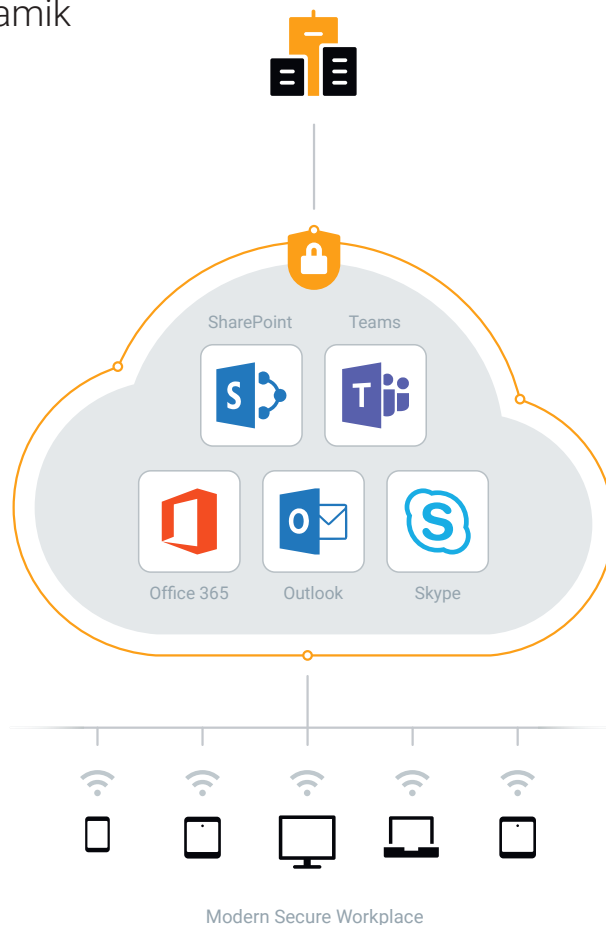 amik
SharePoint Teams
S
T
O
S
Office 365 Outlook Skype
Modern Secure Workplace